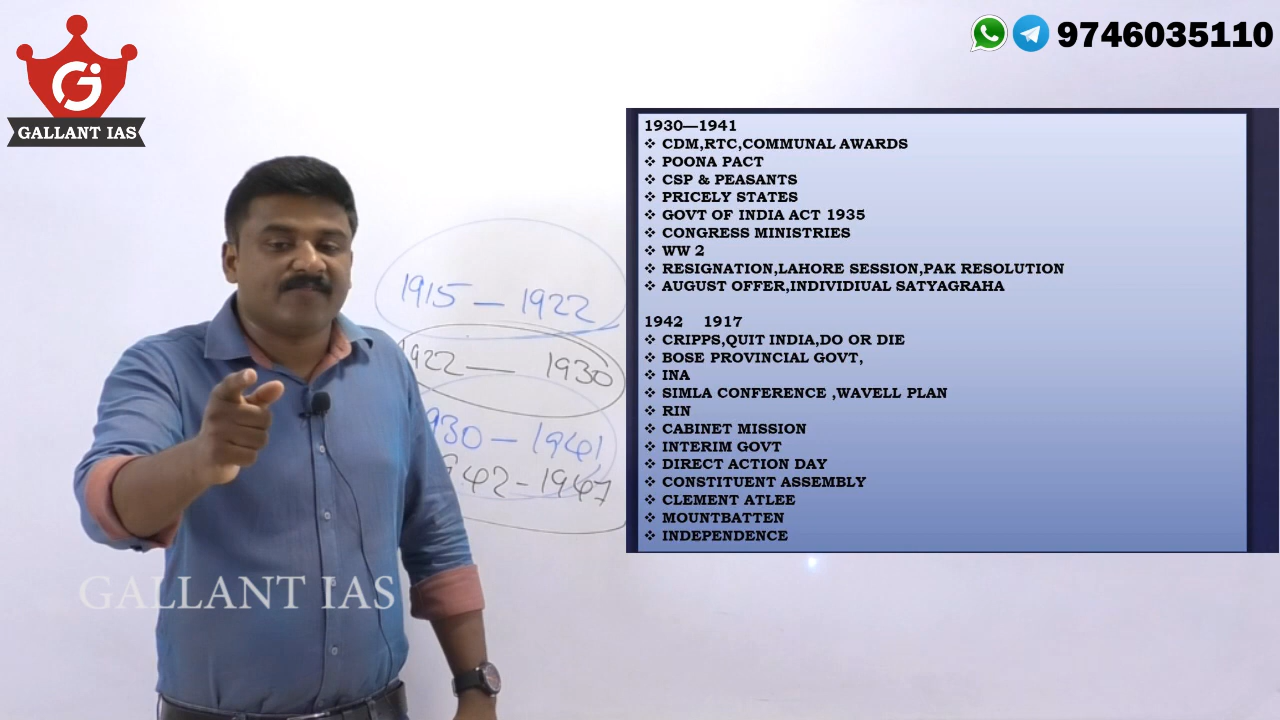 9746035110
GALLANT IAS
1915 — 1922
1922 — 1930
1930 — 1941
1942 - 1947
1930—1941
❖ CDM,RTC,COMMUNAL AWARDS
❖ POONA PACT
❖ CSP & PEASANTS
❖ PRICELY STATES
❖ GOVT OF INDIA ACT 1935
❖ CONGRESS MINISTRIES
❖ WW 2
❖ RESIGNATION,LAHORE SESSION,PAK RESOLUTION
❖ AUGUST OFFER,INDIVIDIUAL SATYAGRAHA
1942 1917
❖ CRIPPS,QUIT INDIA,DO OR DIE
❖ BOSE PROVINCIAL GOVT,
❖ INA
❖ SIMLA CONFERENCE ,WAVELL PLAN
❖ RIN
❖ CABINET MISSION
❖ INTERIM GOVT
❖ DIRECT ACTION DAY
❖ CONSTITUENT ASSEMBLY
❖ CLEMENT ATLEE
❖ MOUNTBATTEN
❖ INDEPENDENCE
GALLANT IAS